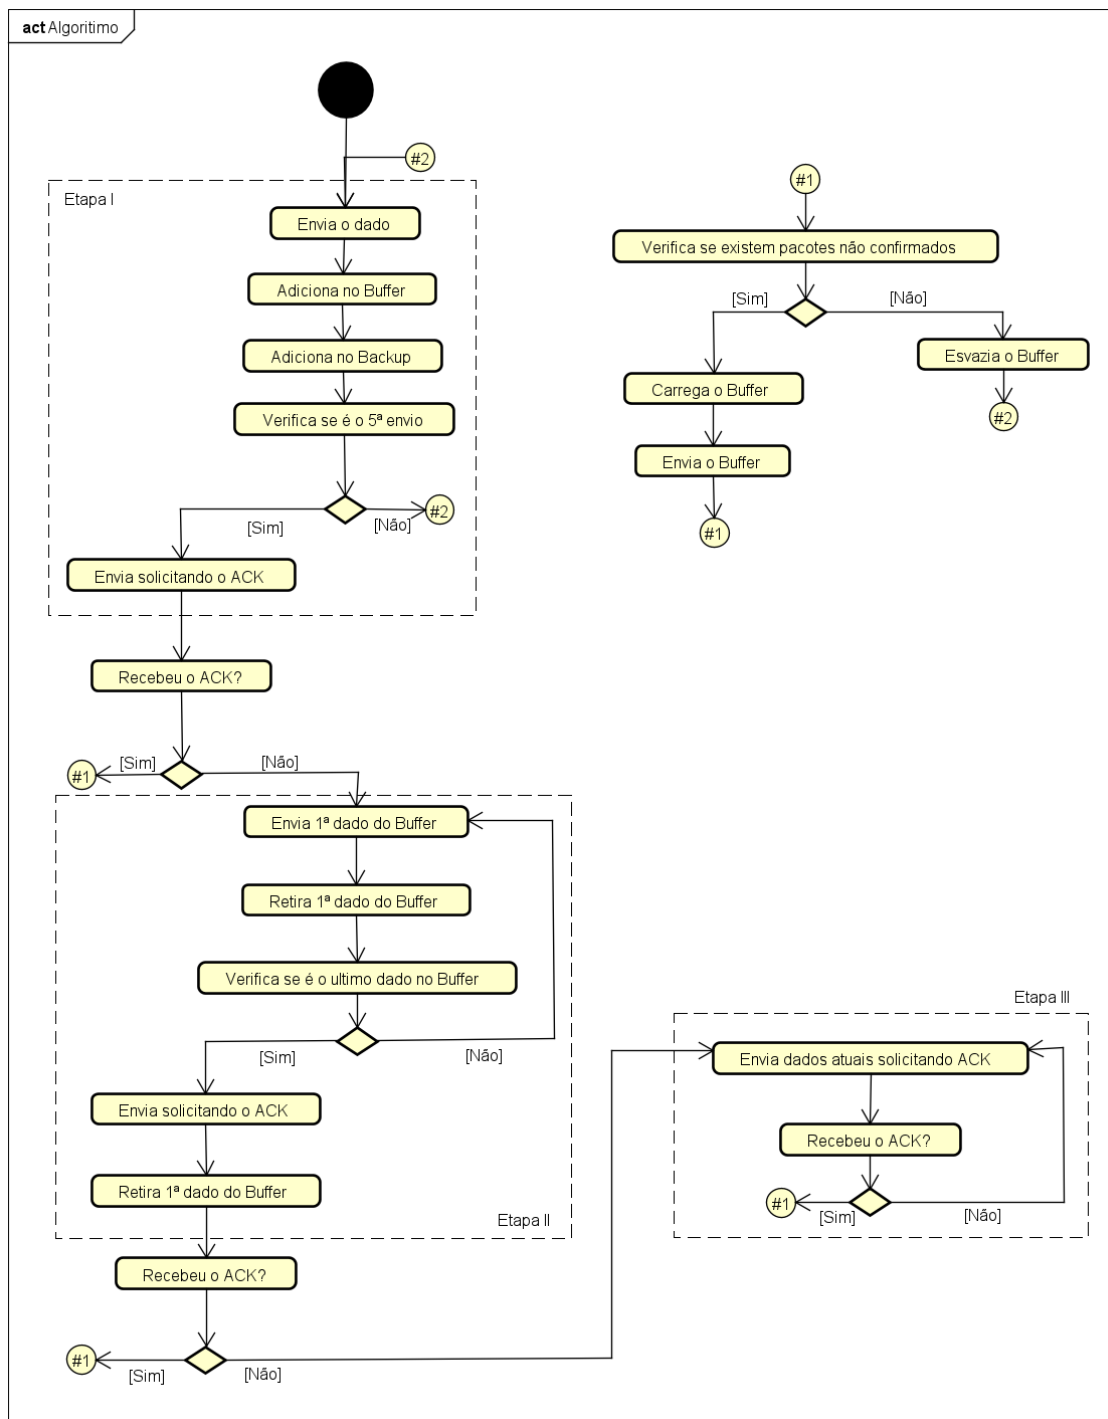 act Algoritimo
#2
Etapa I
Envia o dado
Adiciona no Buffer
Adiciona no Backup
Verifica se é o 5ª envio
[Sim]
[Não]
#2
Envia solicitando o ACK
Recebeu o ACK?
#1
[Sim]
[Não]
Envia 1ª dado do Buffer
Retira 1ª dado do Buffer
Verifica se é o ultimo dado no Buffer
[Sim]
[Não]
Envia solicitando o ACK
Retira 1ª dado do Buffer
Etapa II
Recebeu o ACK?
#1
[Sim]
[Não]
#1
Verifica se existem pacotes não confirmados
[Sim]
[Não]
Carrega o Buffer
Envia o Buffer
#1
Esvazia o Buffer
#2
Etapa III
Envia dados atuais solicitando ACK
Recebeu o ACK?
#1
[Sim]
[Não]